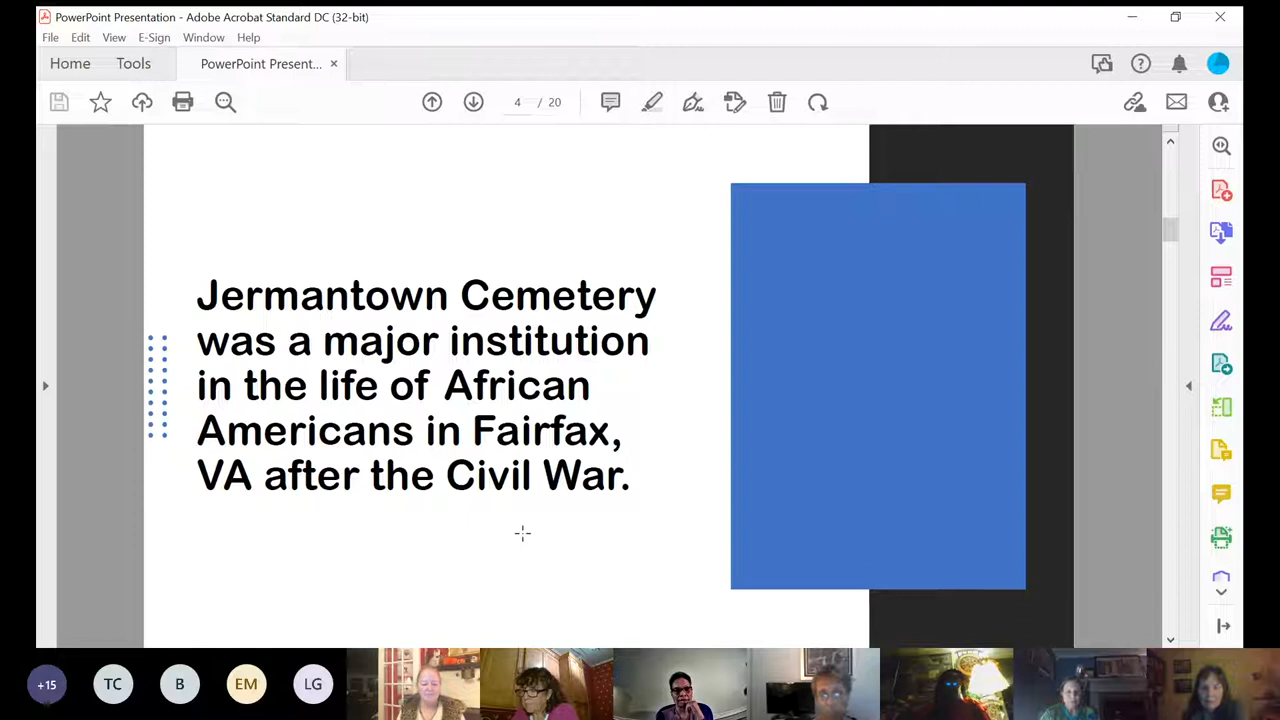 PowerPoint Presentation - Adobe Acrobat Standard DC (32-bit)
File Edit View E-Sign Window Help
Home Tools PowerPoint Present...
4 / 20
Jermantown Cemetery
was a major institution
in the life of African
Americans in Fairfax,
VA after the Civil War.
+15 TC B EM LG